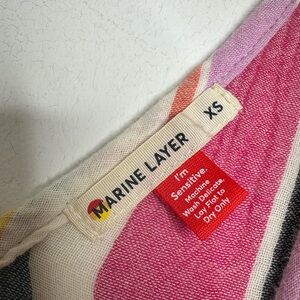 MARINE LAYER
XS
I'm
Sensitive.
Machine
Wash Delicate.
Lay Flat to
Dry Only